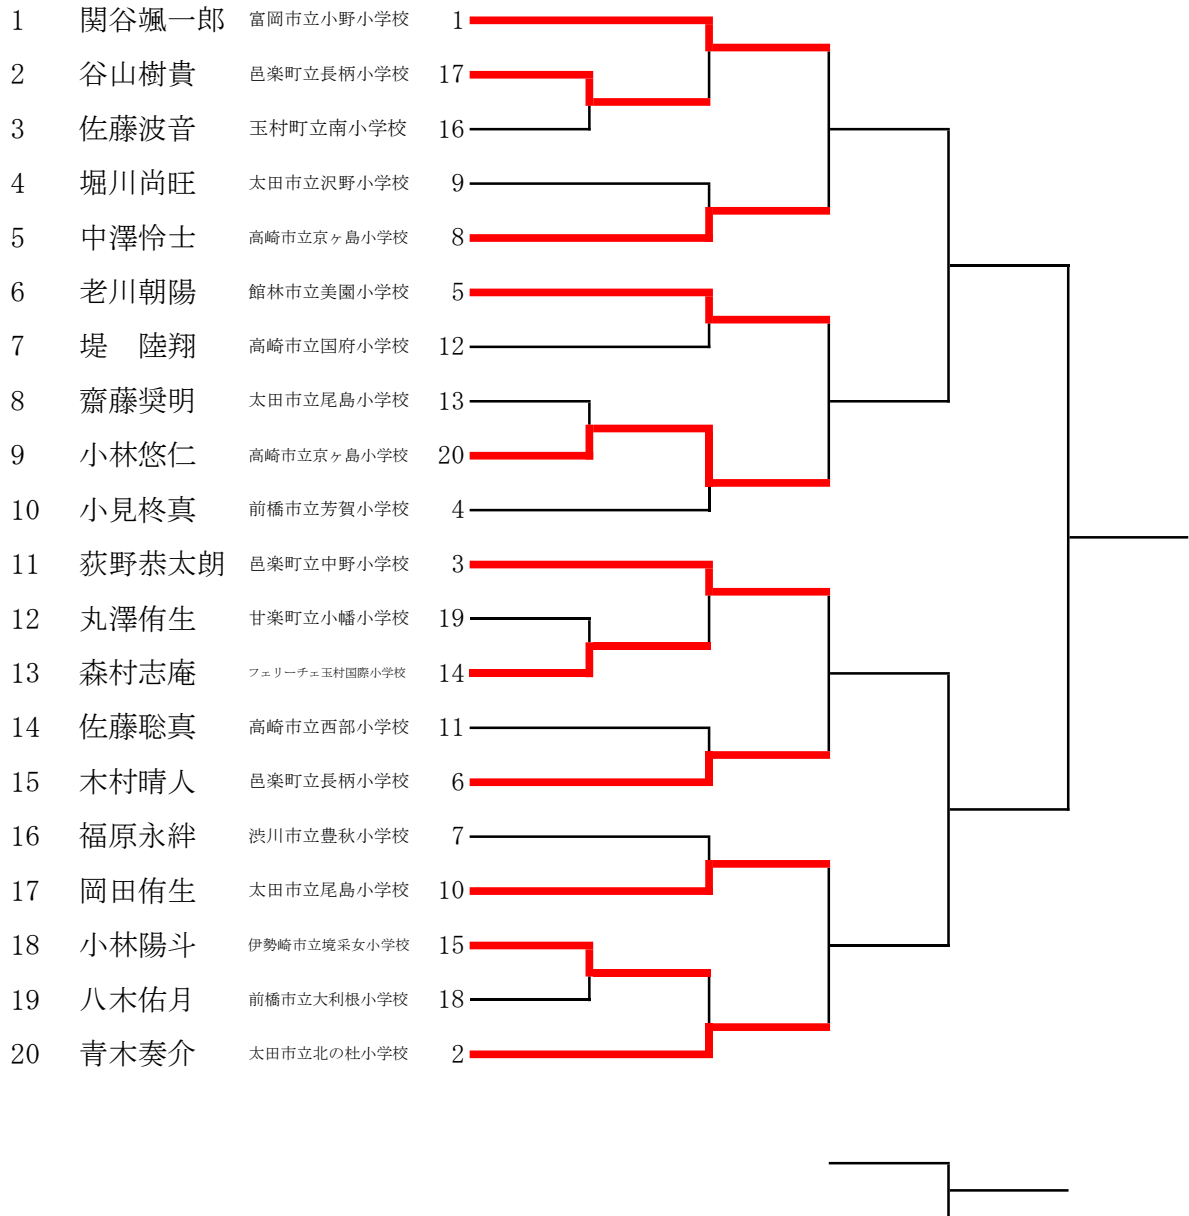 1 関谷颯一郎 富岡市立小野小学校 1
2 谷山樹貴 邑楽町立長柄小学校 17
3 佐藤波音 玉村町立南小学校 16
4 堀川尚旺 太田市立沢野小学校 9
5 中澤怜士 高崎市立京ヶ島小学校 8
6 老川朝陽 館林市立美園小学校 5
7 堤　陸翔 高崎市立国府小学校 12
8 齋藤奨明 太田市立尾島小学校 13
9 小林悠仁 高崎市立京ヶ島小学校 20
10 小見柊真 前橋市立芳賀小学校 4
11 荻野恭太朗 邑楽町立中野小学校 3
12 丸澤侑生 甘楽町立小幡小学校 19
13 森村志庵 フェリーチェ玉村国際小学校 14
14 佐藤聡真 高崎市立西部小学校 11
15 木村晴人 邑楽町立長柄小学校 6
16 福原永絆 渋川市立豊秋小学校 7
17 岡田侑生 太田市立尾島小学校 10
18 小林陽斗 伊勢崎市立境采女小学校 15
19 八木佑月 前橋市立大利根小学校 18
20 青木奏介 太田市立北の杜小学校 2